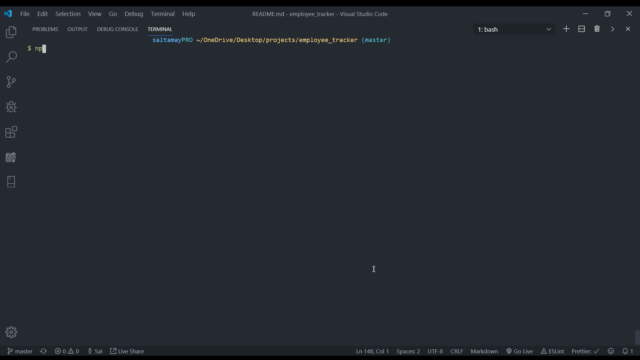 File Edit Selection View Go Debug Terminal Help README.md - employee_tracker - Visual Studio Code
PROBLEMS OUTPUT DEBUG CONSOLE TERMINAL 1: bash
saltameyPRO ~/OneDrive/Desktop/projects/employee_tracker (master)
$ np
master 0 0 Sal Live Share Ln 148, Col 1 Spaces: 2 UTF-8 CRLF Markdown Go Live ESLint Prettier: ✓ 1